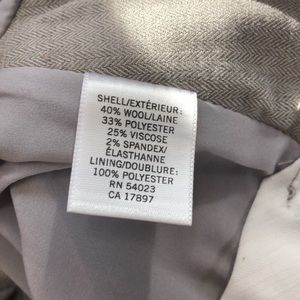 SHELL/EXTÉRIEUR:
40% WOOL/LAINE
33% POLYESTER
25% VISCOSE
2% SPANDEX/
ÉLASTHANNE
LINING/DOUBLURE:
100% POLYESTER
RN 54023
CA 17897